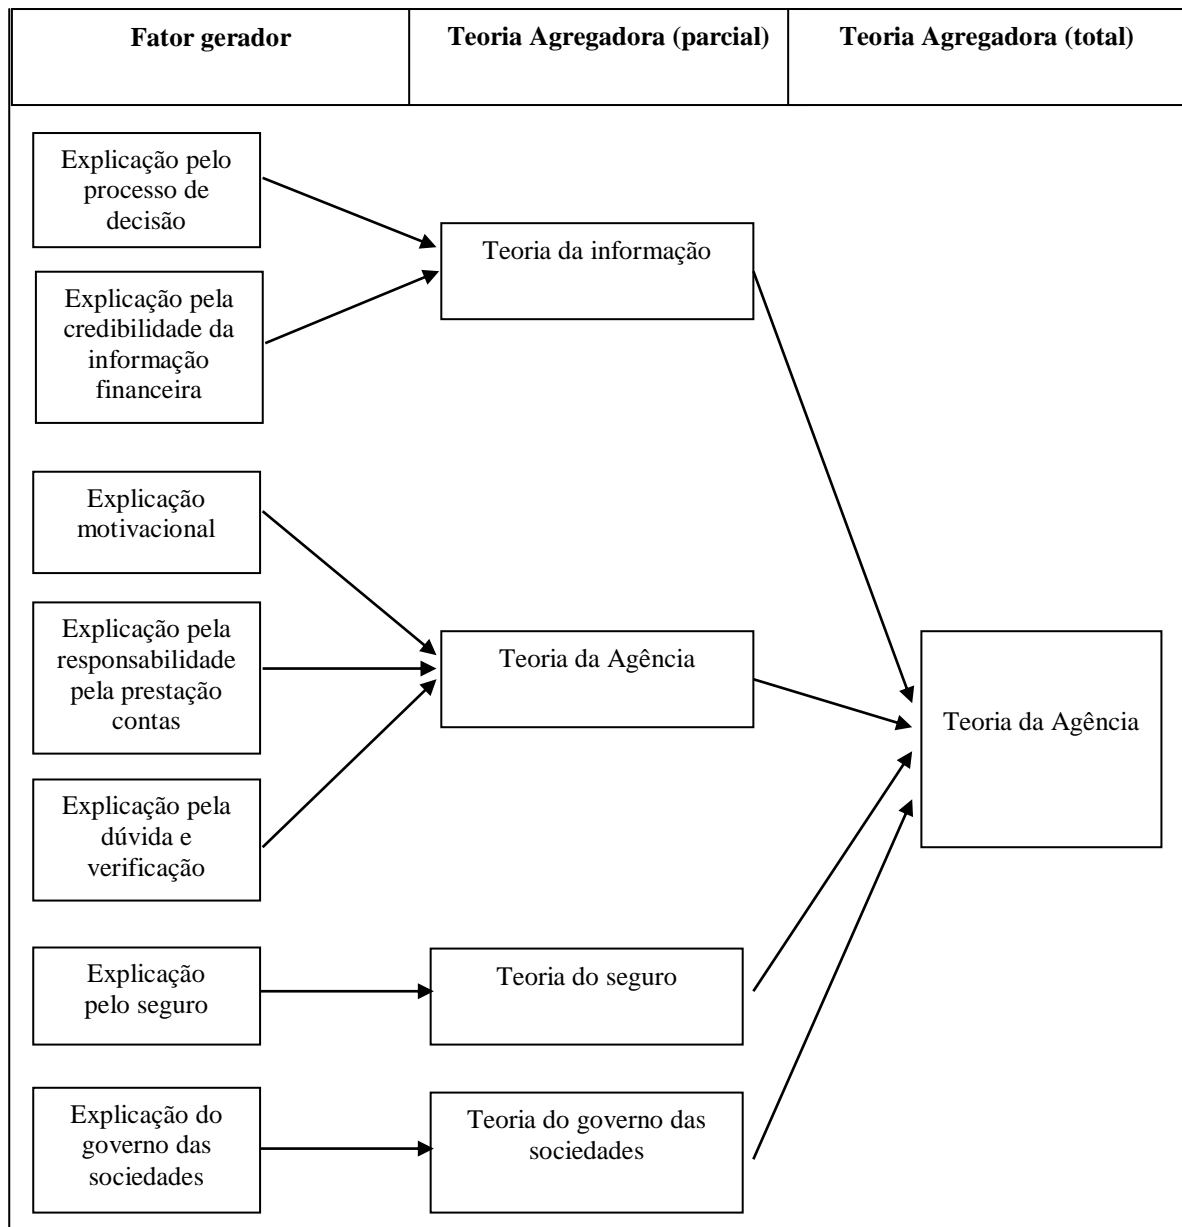 Fator gerador
Teoria Agregadora (parcial)
Teoria Agregadora (total)
Explicação pelo
processo de
decisão
Teoria da informação
Explicação pela
credibilidade da
informação
financeira
Explicação
motivacional
Explicação pela
responsabilidade
pela prestação
contas
Teoria da Agência
Teoria da Agência
Explicação pela
dúvida e
verificação
Explicação
pelo seguro
Teoria do seguro
Explicação do
governo das
sociedades
Teoria do governo das
sociedades